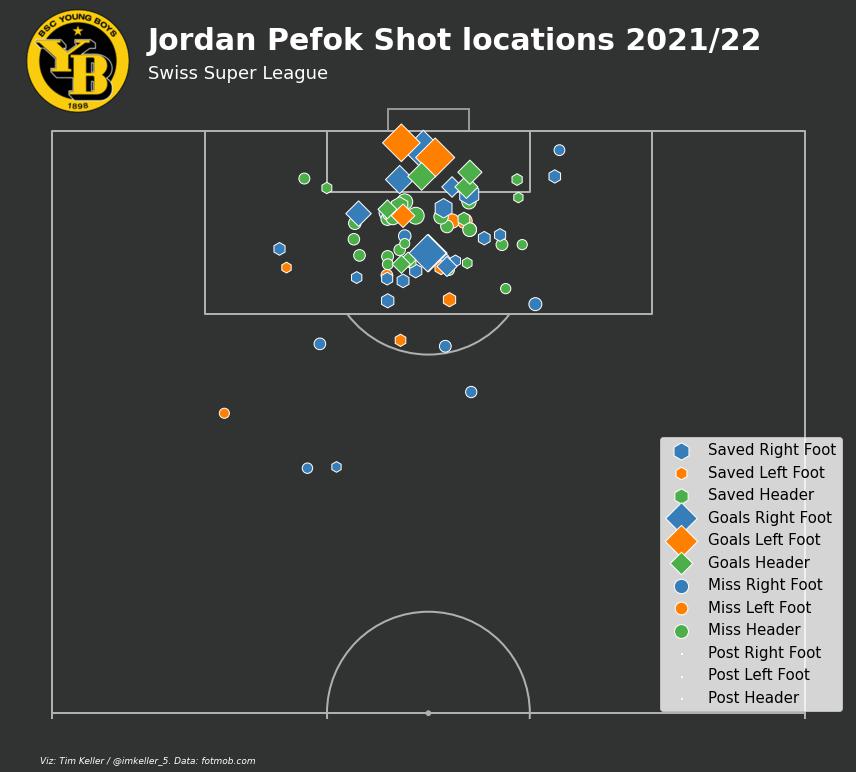 BSC YOUNG BOYS
YB
1898
Jordan Pefok Shot locations 2021/22
Swiss Super League
Saved Right Foot
Saved Left Foot
Saved Header
Goals Right Foot
Goals Left Foot
Goals Header
Miss Right Foot
Miss Left Foot
Miss Header
Post Right Foot
Post Left Foot
Post Header
Viz: Tim Keller / @imkeller_5. Data: fotmob.com